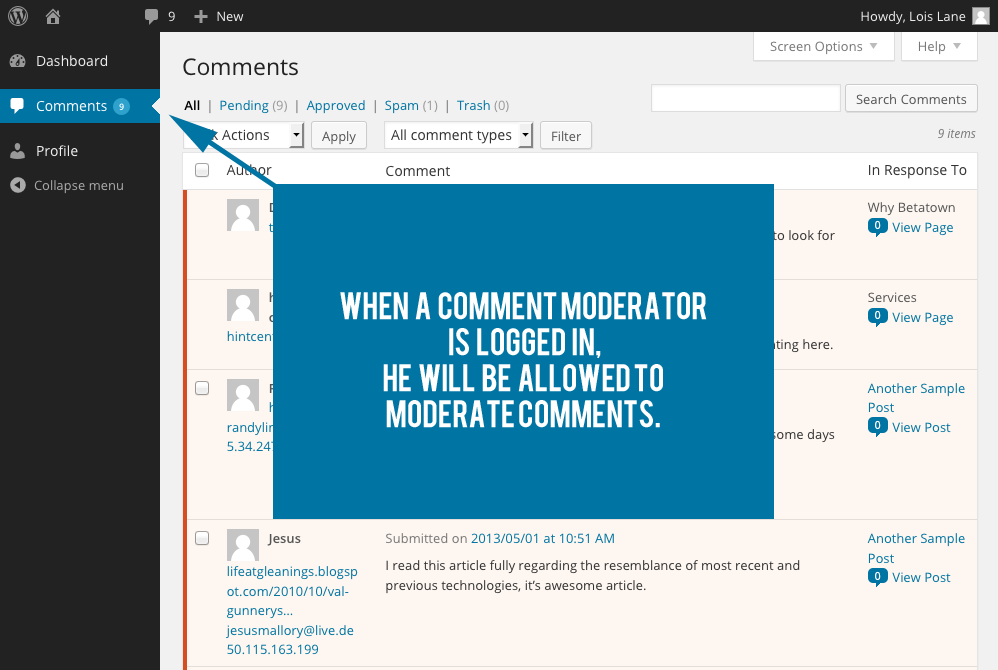 9 New Howdy, Lois Lane
Screen Options Help
Dashboard
Comments 9
Profile
Collapse menu
Comments
All | Pending (9) | Approved | Spam (1) | Trash (0)
Search Comments
Actions Apply All comment types Filter 9 items
Author Comment In Response To
Why Betatown
0 View Page
to look for
Services
0 View Page
here.
Another Sample
Post
0 View Post
some days
5.34.247
WHEN A COMMENT MODERATOR
IS LOGGED IN,
HE WILL BE ALLOWED TO
MODERATE COMMENTS.
Jesus
lifeatgleanings.blogsp
ot.com/2010/10/val-
gunnerys...
jesusmallory@live.de
50.115.163.199
Submitted on 2013/05/01 at 10:51 AM
I read this article fully regarding the resemblance of most recent and
previous technologies, it's awesome article.
Another Sample
Post
0 View Post